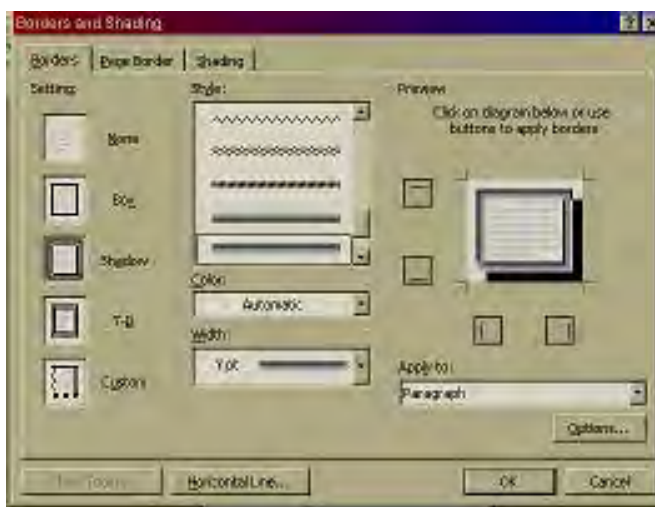 Borders and Shading
Borders
Page Border
Shading
Setting:
None
Box
Shadow
3-D
Custom
Style:
Color:
Automatic
Width:
pt
Preview
Click on diagram below or use
buttons to apply borders
Apply to:
Paragraph
Options...
Horizontal Line...
OK
Cancel